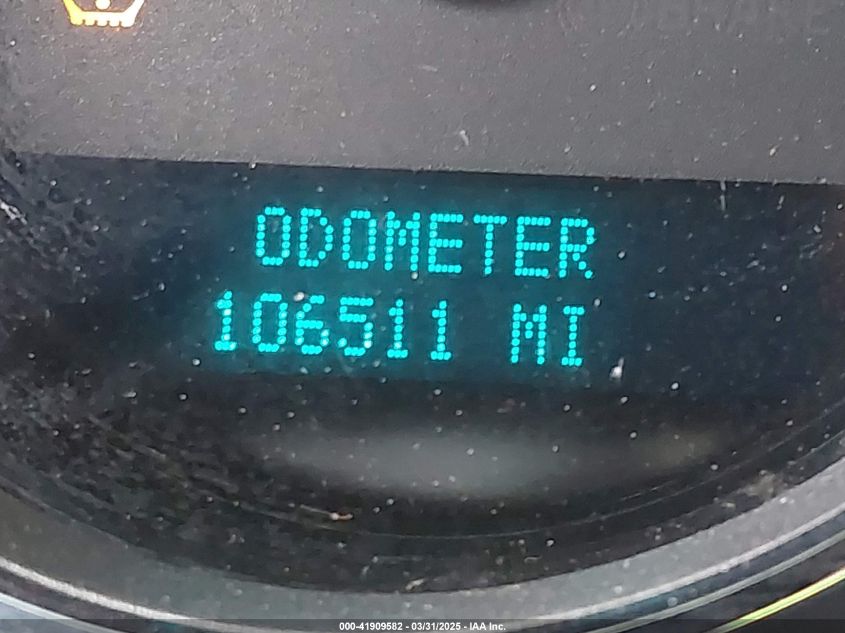 ODOMETER
106511 MI
000-41909582 - 03/31/2025 - IAA Inc.